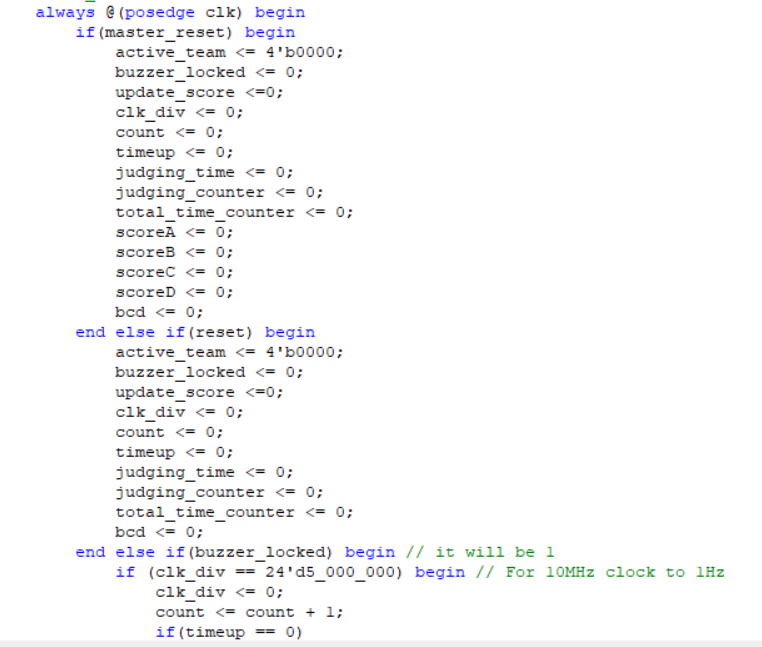 always @(posedge clk) begin
if(master_reset) begin
active_team <= 4'b0000;
buzzer_locked <= 0;
update_score <=0;
clk_div <= 0;
count <= 0;
timeup <= 0;
judging_time <= 0;
judging_counter <= 0;
total_time_counter <= 0;
scoreA <= 0;
scoreB <= 0;
scoreC <= 0;
scoreD <= 0;
bcd <= 0;
end else if(reset) begin
active_team <= 4'b0000;
buzzer_locked <= 0;
update_score <=0;
clk_div <= 0;
count <= 0;
timeup <= 0;
judging_time <= 0;
judging_counter <= 0;
total_time_counter <= 0;
bcd <= 0;
end else if(buzzer_locked) begin // it will be 1
if (clk_div == 24'd5_000_000) begin // For 10MHz clock to 1Hz
clk_div <= 0;
count <= count + 1;
if(timeup == 0)